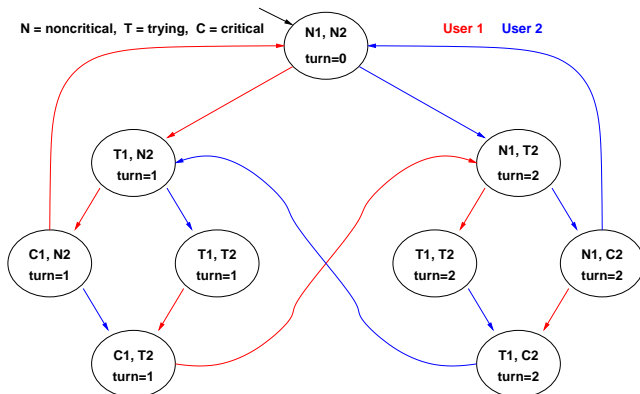 N = noncritical, T = trying, C = critical
User 1 User 2
N1, N2
turn=0
T1, N2
turn=1
N1, T2
turn=2
C1, N2
turn=1
T1, T2
turn=1
T1, T2
turn=2
N1, C2
turn=2
C1, T2
turn=1
T1, C2
turn=2